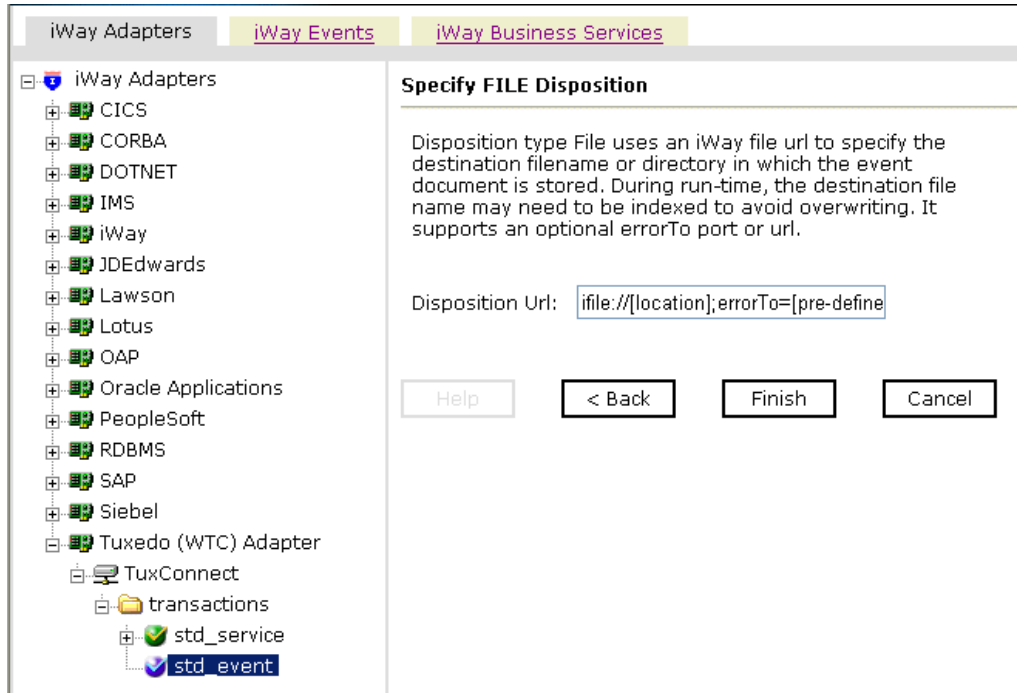 iWay Adapters
iWay Events
iWay Business Services
iWay Adapters
CICS
CORBA
DOTNET
IMS
iWay
JDEdwards
Lawson
Lotus
OAP
Oracle Applications
PeopleSoft
RDBMS
SAP
Siebel
Tuxedo (WTC) Adapter
TuxConnect
transactions
std_service
std_event
Specify FILE Disposition
Disposition type File uses an iWay file url to specify the
destination filename or directory in which the event
document is stored. During run-time, the destination file
name may need to be indexed to avoid overwriting. It
supports an optional errorTo port or url.
Disposition Url:
ifile://[location];errorTo=[pre-define
Help
< Back
Finish
Cancel